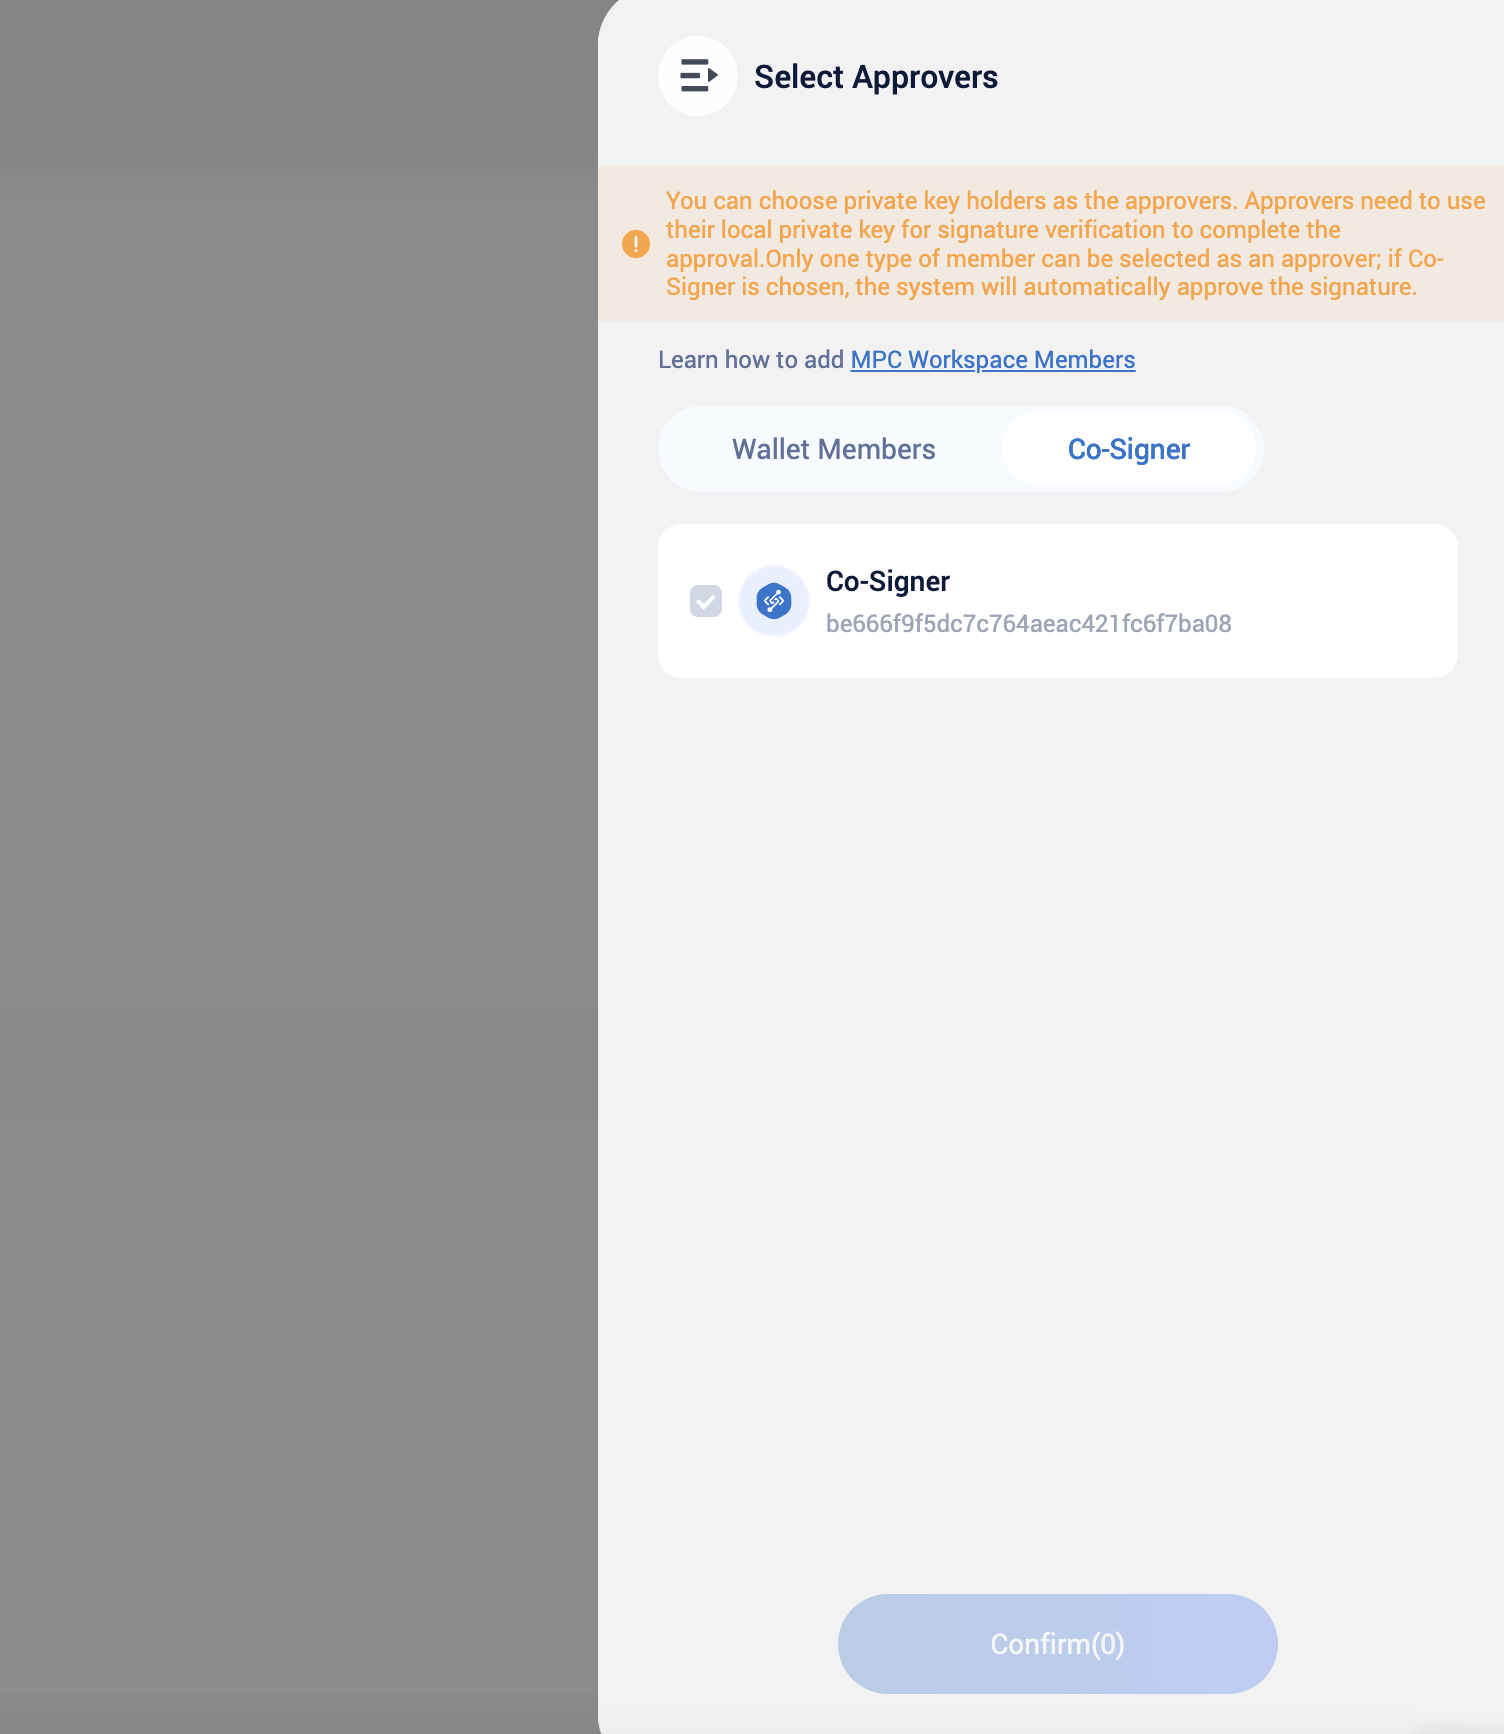 Select Approvers
You can choose private key holders as the approvers. Approvers need to use
their local private key for signature verification to complete the
approval.Only one type of member can be selected as an approver; if Co-
Signer is chosen, the system will automatically approve the signature.
Learn how to add MPC Workspace Members
Wallet Members
Co-Signer
Co-Signer
be666f9f5dc7c764aeac421fc6f7ba08
Confirm(0)